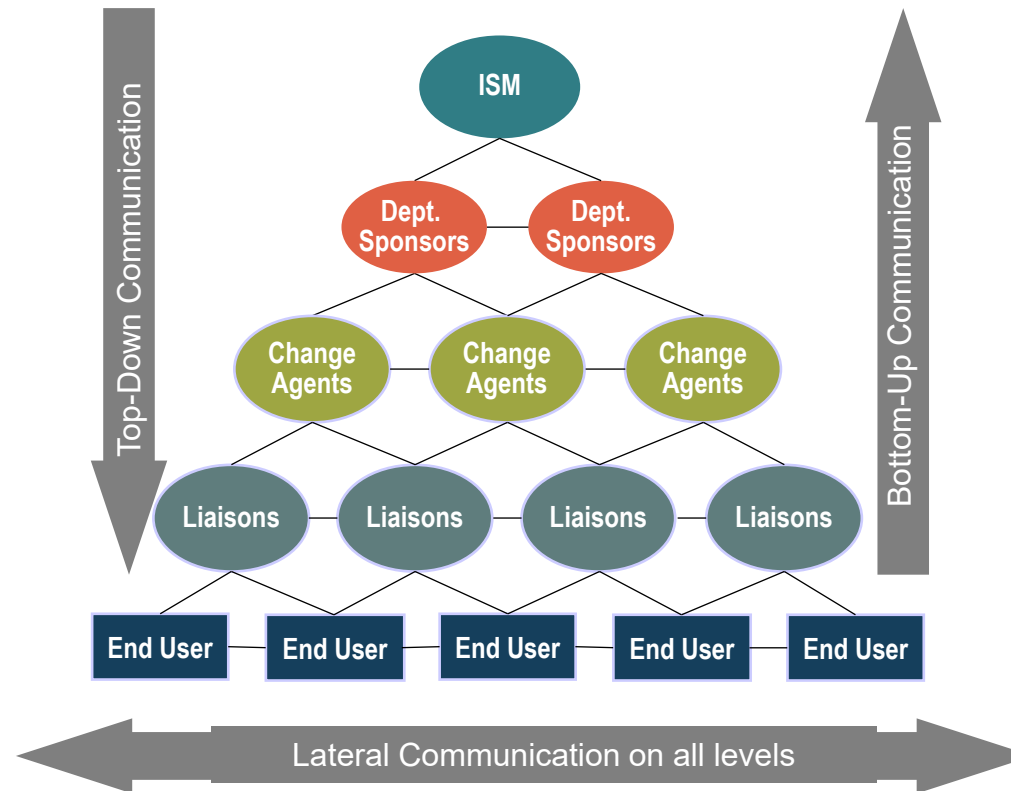 ISM
Dept.
Sponsors
Dept.
Sponsors
Change
Agents
Change
Agents
Change
Agents
Liaisons
Liaisons
Liaisons
Liaisons
End User
End User
End User
End User
End User
Top-Down Communication
Bottom-Up Communication
Lateral Communication on all levels